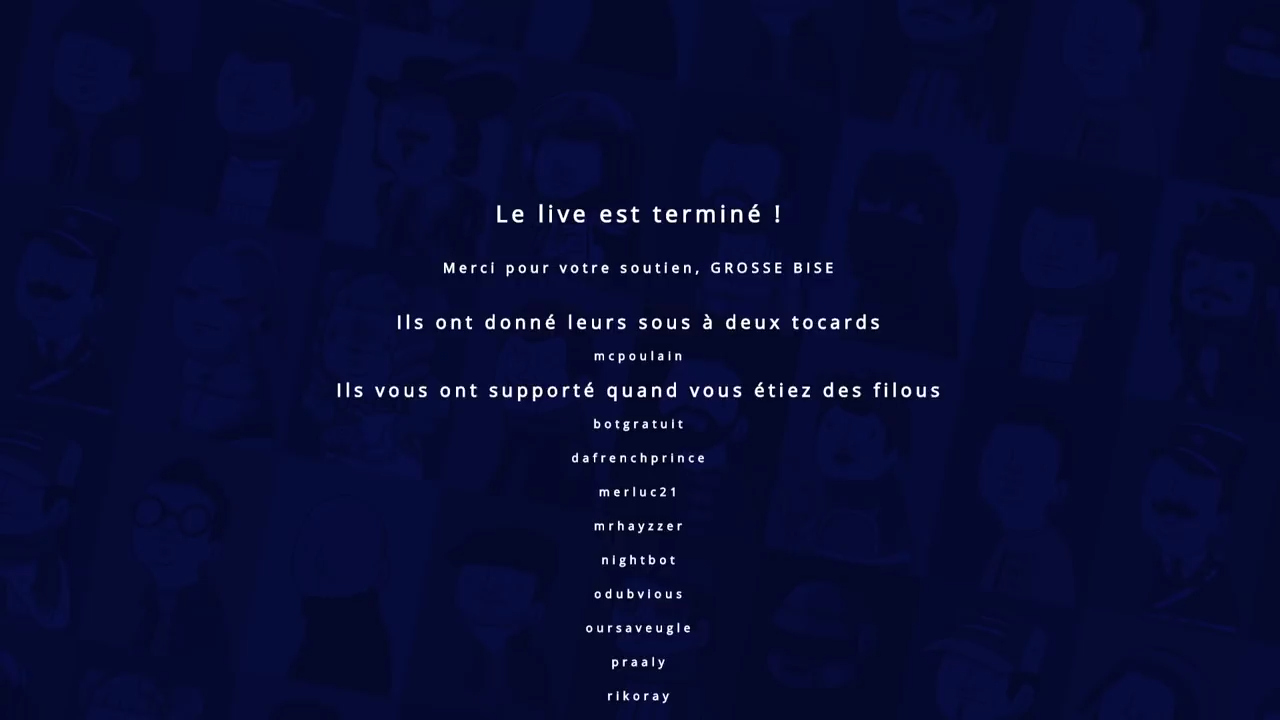 Le live est terminé !
Merci pour votre soutien, GROSSE BISE
Ils ont donné leurs sous à deux tocards
mcpoulain
Ils vous ont supporté quand vous étiez des filous
botgratuit
dafrenchprince
merluc21
mrhayzzer
nightbot
odubvious
oursaveugle
praaly
rikoray